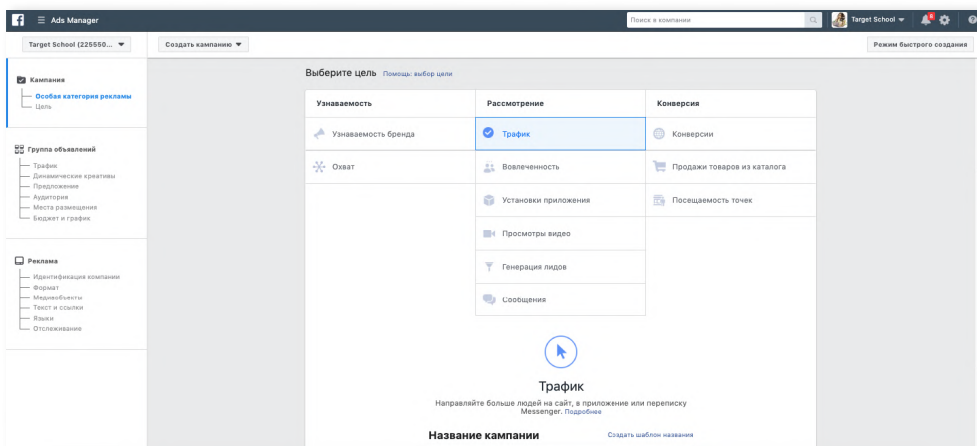 Ads Manager
Поиск в компании
Target School
Target School (225550...
Создать кампанию
Режим быстрого создания
Кампания
Особая категория рекламы
Цель
Группа объявлений
Трафик
Динамические креативы
Предложение
Аудитория
Места размещения
Бюджет и график
Реклама
Идентификация компании
Формат
Медиаобъекты
Текст и ссылки
Языки
Отслеживание
Выберите цель Помощь: выбор цели
Узнаваемость Рассмотрение Конверсия
Узнаваемость бренда Трафик Конверсии
Охват Вовлеченность Продажи товаров из каталога
Установки приложения Посещаемость точек
Просмотры видео
Генерация лидов
Сообщения
Трафик
Направляйте больше людей на сайт, в приложение или переписку
Messenger. Подробнее
Название кампании Создать шаблон названия